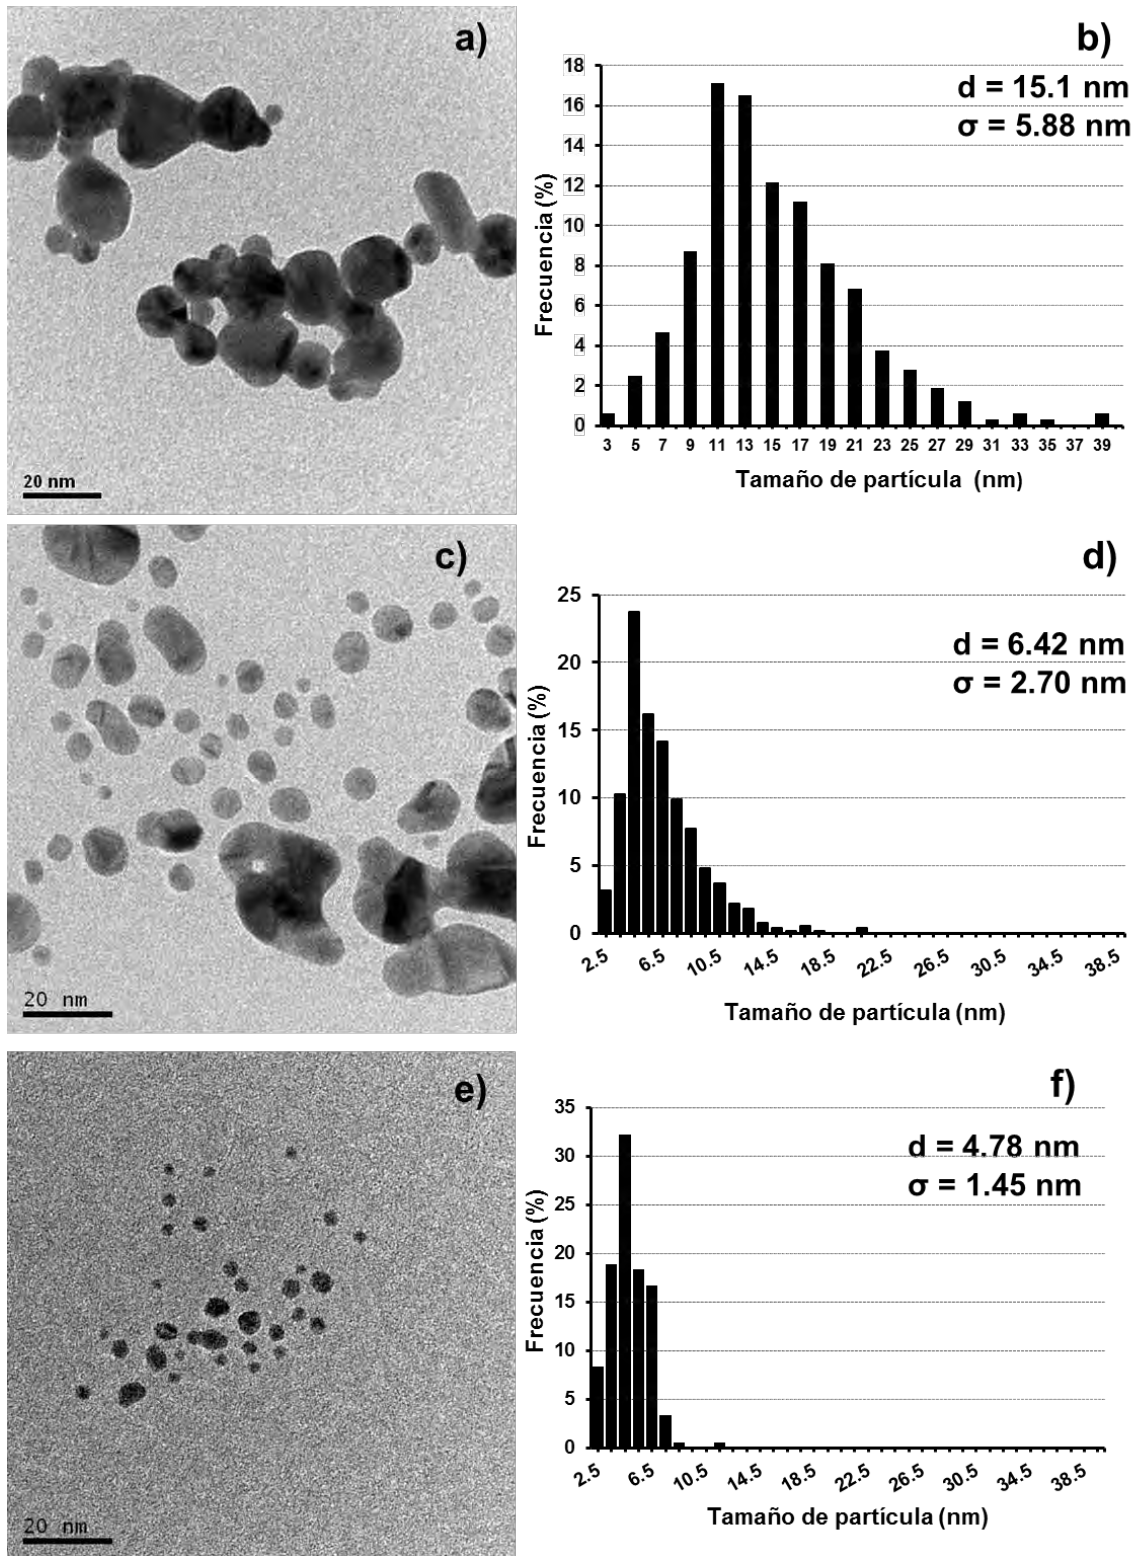 a)
20 nm
b)
d = 15.1 nm
σ = 5.88 nm
Frecuencia (%)
18
16
14
12
10
8
6
4
2
0
3 5 7 9 11 13 15 17 19 21 23 25 27 29 31 33 35 37 39
Tamaño de partícula (nm)
c)
20 nm
d)
d = 6.42 nm
σ = 2.70 nm
Frecuencia (%)
25
20
15
10
5
0
2.5 6.5 10.5 14.5 18.5 22.5 26.5 30.5 34.5 38.5
Tamaño de partícula (nm)
e)
20 nm
f)
d = 4.78 nm
σ = 1.45 nm
Frecuencia (%)
35
30
25
20
15
10
5
0
2.5 6.5 10.5 14.5 18.5 22.5 26.5 30.5 34.5 38.5
Tamaño de partícula (nm)